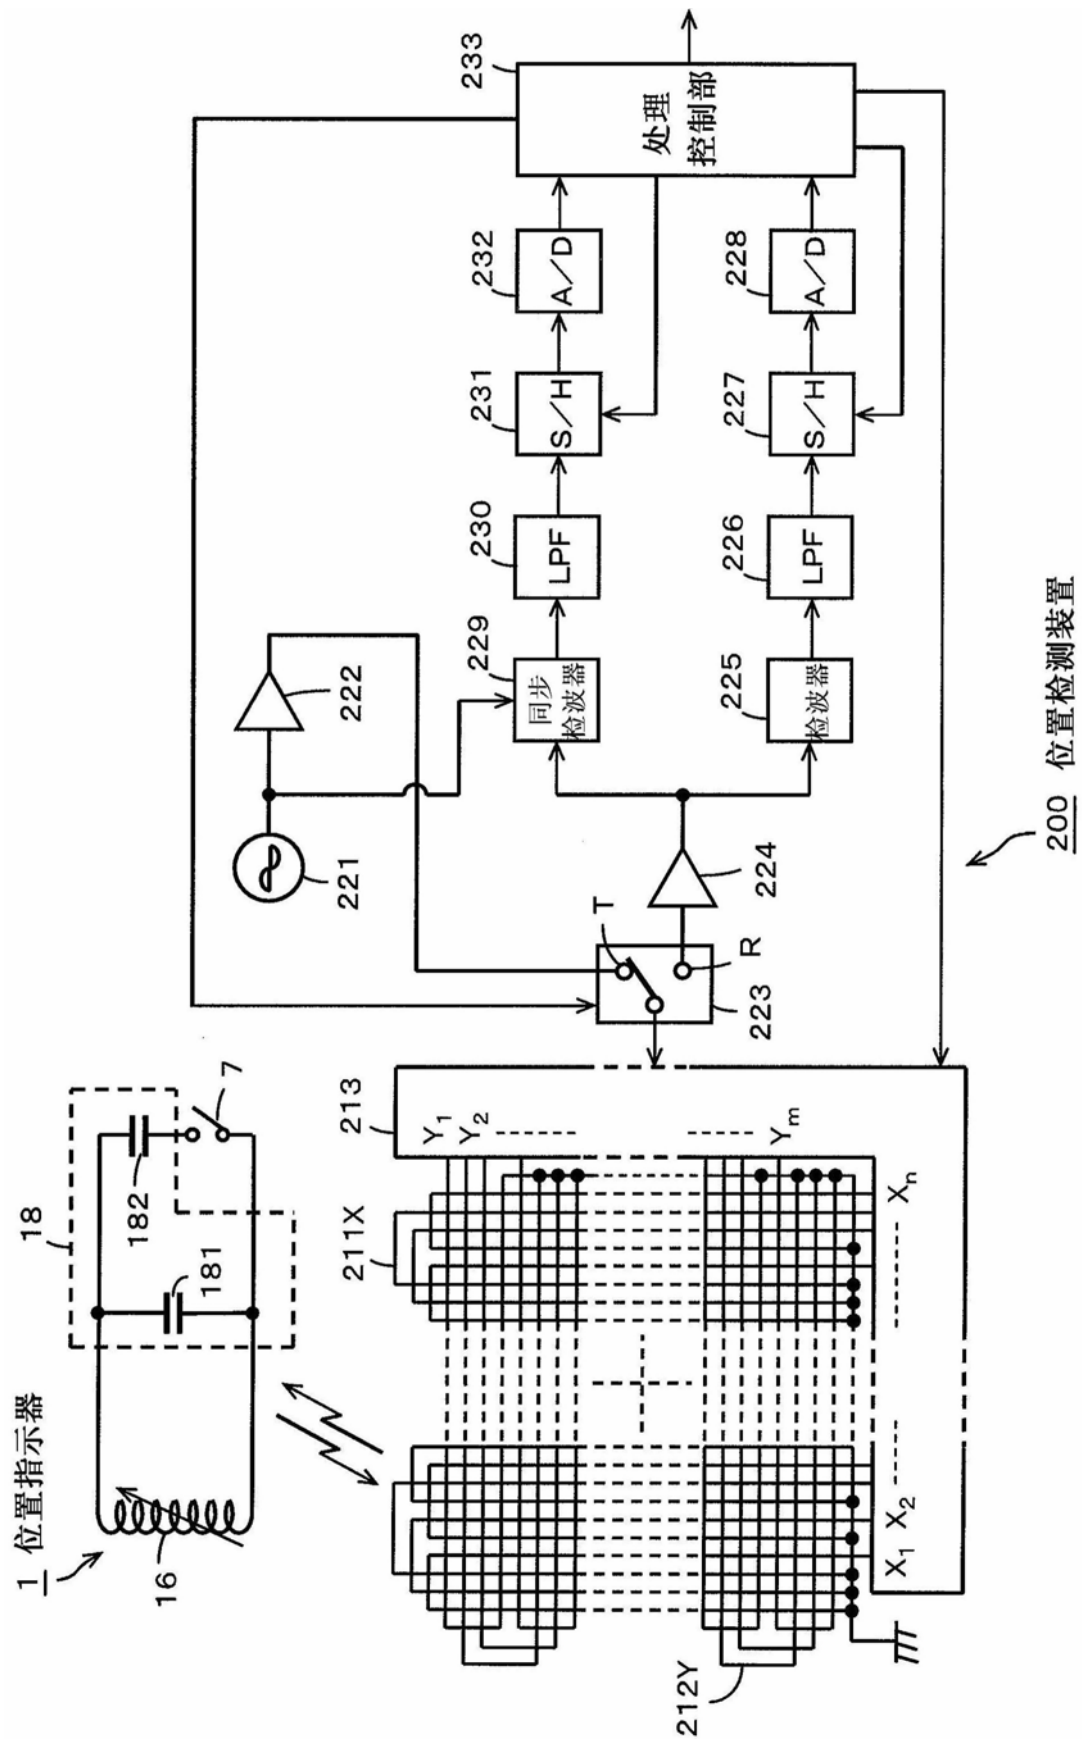 1 位置指示器
16
18
181
182
7
211X
212Y
213
Y1
Y2
Ym
X1
X2
Xn
221
222
223
T
R
224
同步
检波器
229
LPF
230
S/H
231
A/D
232
检波器
225
LPF
226
S/H
227
A/D
228
处理
控制部
233
200 位置检测装置